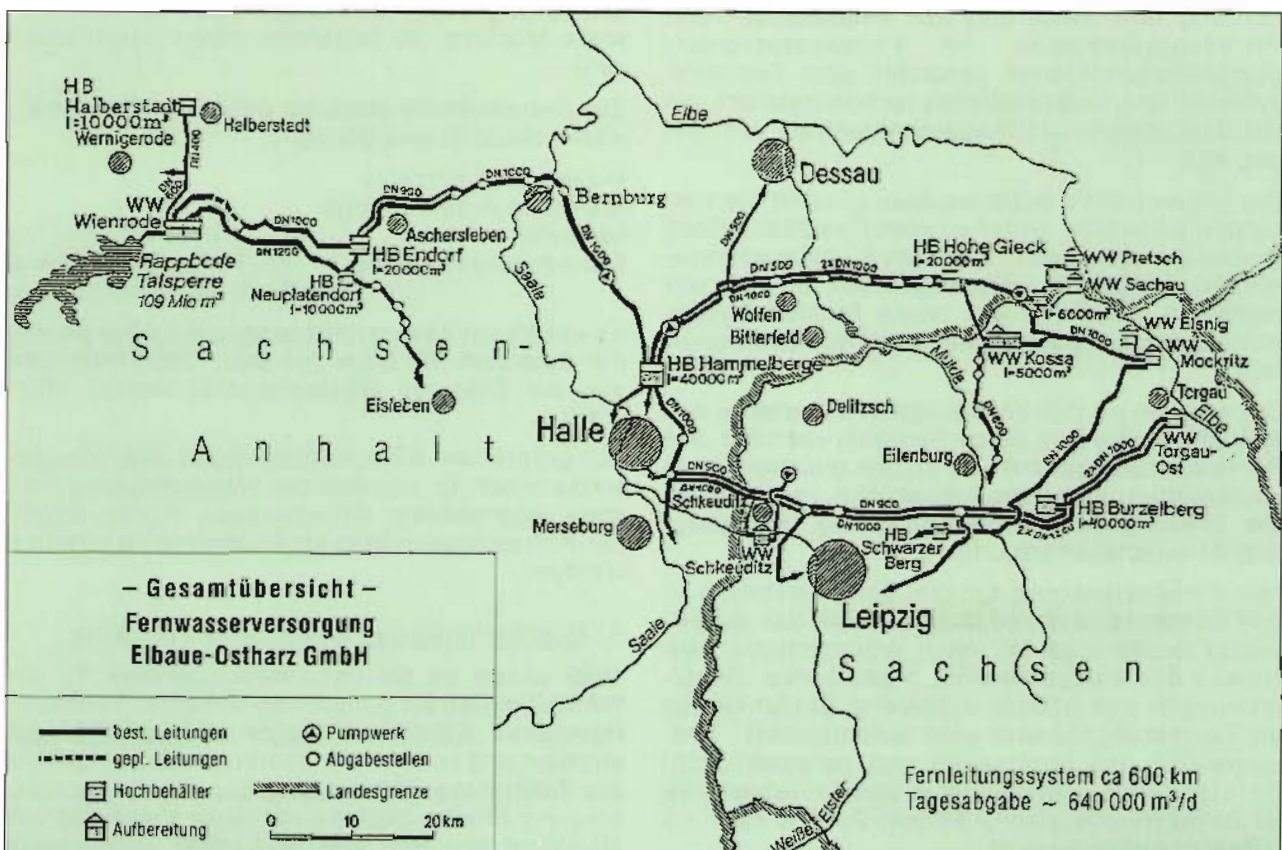 HB
Halberstadt
I=10000m³
Wernigerode
Halberstadt
WW
Wienrode
Rappbode
Talsperre
109 Mio m³
DN1000
DN1200
DN900
DN1000
Aschersleben
HB Endorf
I=20000m³
HB
Neuplatendorf
I=10000m³
Eisleben
Bernburg
Saale
DN1000
Elbe
Dessau
DN500
DN500
2xDN1000
DN1000
Wolfen
Bitterfeld
HB Hohe Gieck
I=20000m³
WW Pretsch
WW Sachau
I=6000m³
WW Elsnig
DN1000
WW
Mockritz
WW Kossa
I=5000m³
Torgau
Elbe
WW
Torgau-
Ost
HB Hammelberge
I=40000m³
Mulde
Delitzsch
Eilenburg
DN600
DN1000
2xDN1000
HB Burzelberg
I=40000m³
2xDN1200
Sachsen-
Anhalt
Halle
DN1000
DN900
DN1000
Schkeuditz
WW
Schkeuditz
Merseburg
DN900
DN1000
HB
Schwarzer
Berg
Leipzig
Saale
Sachsen
Weiße Elster
– Gesamtübersicht –
Fernwasserversorgung
Elbaue-Ostharz GmbH
best. Leitungen
gepl. Leitungen
Hochbehälter
Aufbereitung
Pumpwerk
Abgabestellen
Landesgrenze
0 10 20km
Fernleitungssystem ca 600 km
Tagesabgabe ~ 640 000 m³/d